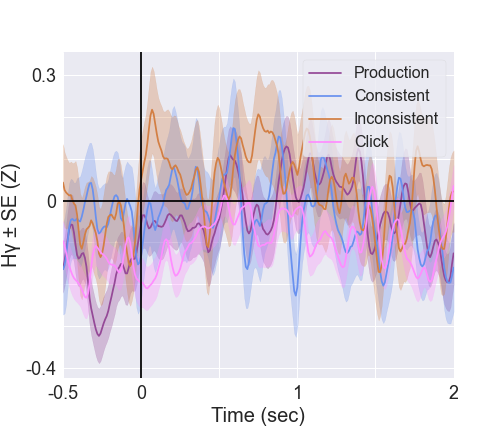 0.3
0
-0.4
Hγ ± SE (Z)
Production
Consistent
Inconsistent
Click
-0.5
0
1
2
Time (sec)